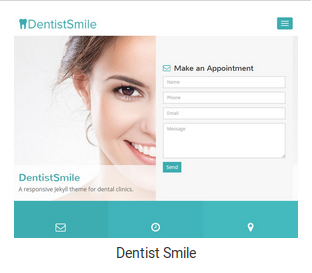 DentistSmile
Make an Appointment
Name
Phone
Email
Message
Send
DentistSmile
A responsive Jekyll theme for dental clinics.
Dentist Smile